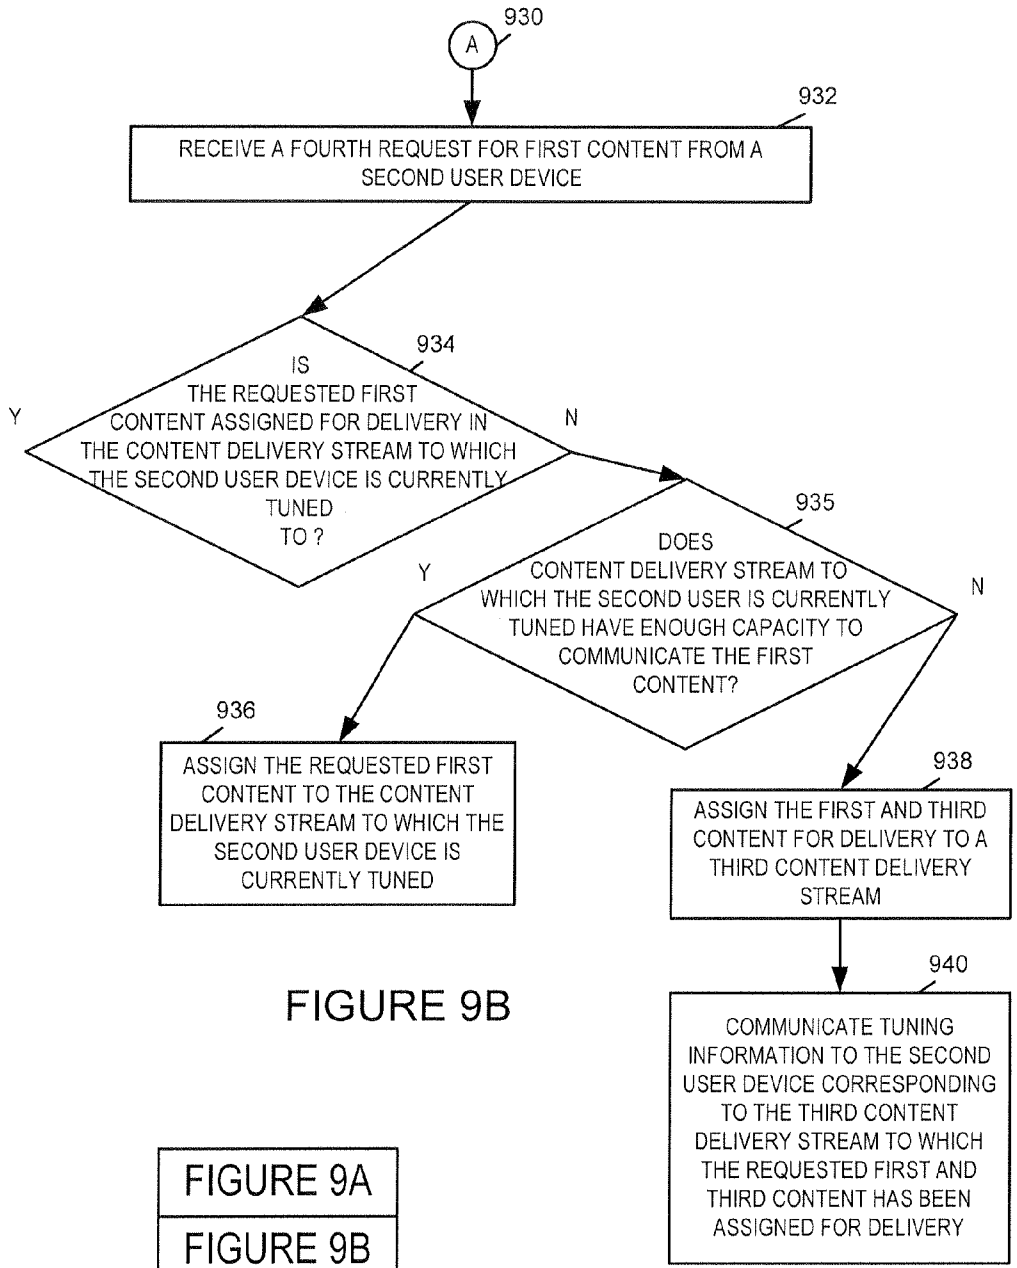 930
A
932
RECEIVE A FOURTH REQUEST FOR FIRST CONTENT FROM A
SECOND USER DEVICE
934
IS
THE REQUESTED FIRST
CONTENT ASSIGNED FOR DELIVERY IN
THE CONTENT DELIVERY STREAM TO WHICH
THE SECOND USER DEVICE IS CURRENTLY
TUNED
TO ?
Y
N
935
DOES
CONTENT DELIVERY STREAM TO
WHICH THE SECOND USER IS CURRENTLY
TUNED HAVE ENOUGH CAPACITY TO
COMMUNICATE THE FIRST
CONTENT?
Y
N
936
ASSIGN THE REQUESTED FIRST
CONTENT TO THE CONTENT
DELIVERY STREAM TO WHICH THE
SECOND USER DEVICE IS
CURRENTLY TUNED
938
ASSIGN THE FIRST AND THIRD
CONTENT FOR DELIVERY TO A
THIRD CONTENT DELIVERY
STREAM
940
COMMUNICATE TUNING
INFORMATION TO THE SECOND
USER DEVICE CORRESPONDING
TO THE THIRD CONTENT
DELIVERY STREAM TO WHICH
THE REQUESTED FIRST AND
THIRD CONTENT HAS BEEN
ASSIGNED FOR DELIVERY
FIGURE 9B
FIGURE 9A
FIGURE 9B